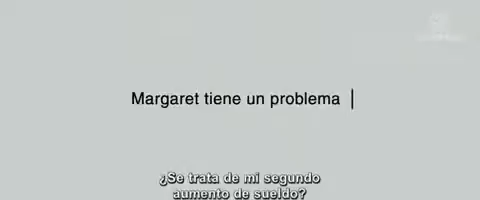 Margaret tiene un problema
¿Se trata de mi segundo
aumento de sueldo?